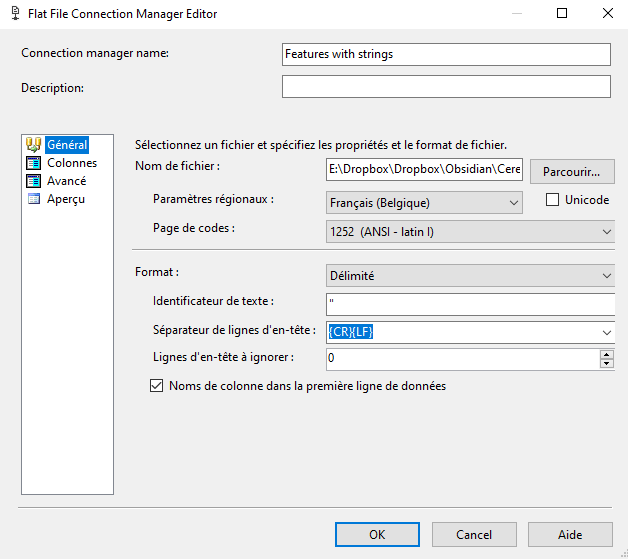 Flat File Connection Manager Editor
Connection manager name: Features with strings
Description:
Général
Colonnes
Avancé
Aperçu
Sélectionnez un fichier et spécifiez les propriétés et le format de fichier.
Nom de fichier : E:\Dropbox\Dropbox\Obsidian\Cere Parcourir...
Paramètres régionaux : Français (Belgique) Unicode
Page de codes : 1252 (ANSI - latin I)
Format : Délimité
Identificateur de texte : "
Séparateur de lignes d'en-tête : {CR}{LF}
Lignes d'en-tête à ignorer : 0
Noms de colonne dans la première ligne de données
OK Cancel Aide